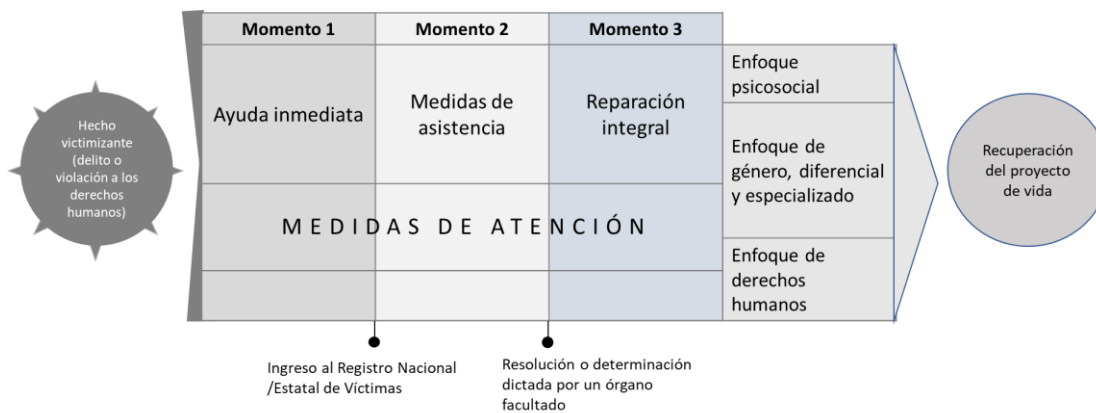 Hecho
victimizante
(delito o
violación a los
derechos
humanos)
Momento 1
Momento 2
Momento 3
Ayuda inmediata
Medidas de
asistencia
Reparación
integral
MEDIDAS DE ATENCIÓN
Enfoque
psicosocial
Enfoque de
género, diferencial
y especializado
Enfoque de
derechos
humanos
Recuperación
del proyecto
de vida
Ingreso al Registro Nacional
/Estatal de Víctimas
Resolución o determinación
dictada por un órgano
facultado